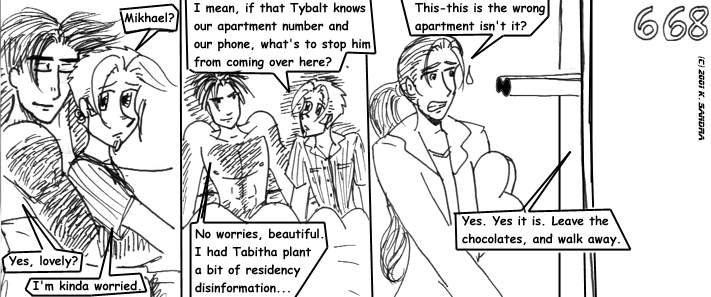 Mikhael?
Yes, lovely?
I'm kinda worried.
I mean, if that Tybalt knows
our apartment number and
our phone, what's to stop him
from coming over here?
No worries, beautiful.
I had Tabitha plant
a bit of residency
disinformation...
This-this is the wrong
apartment isn't it?
Yes. Yes it is. Leave the
chocolates, and walk away.
668
(C) 2001 K. SANDRA